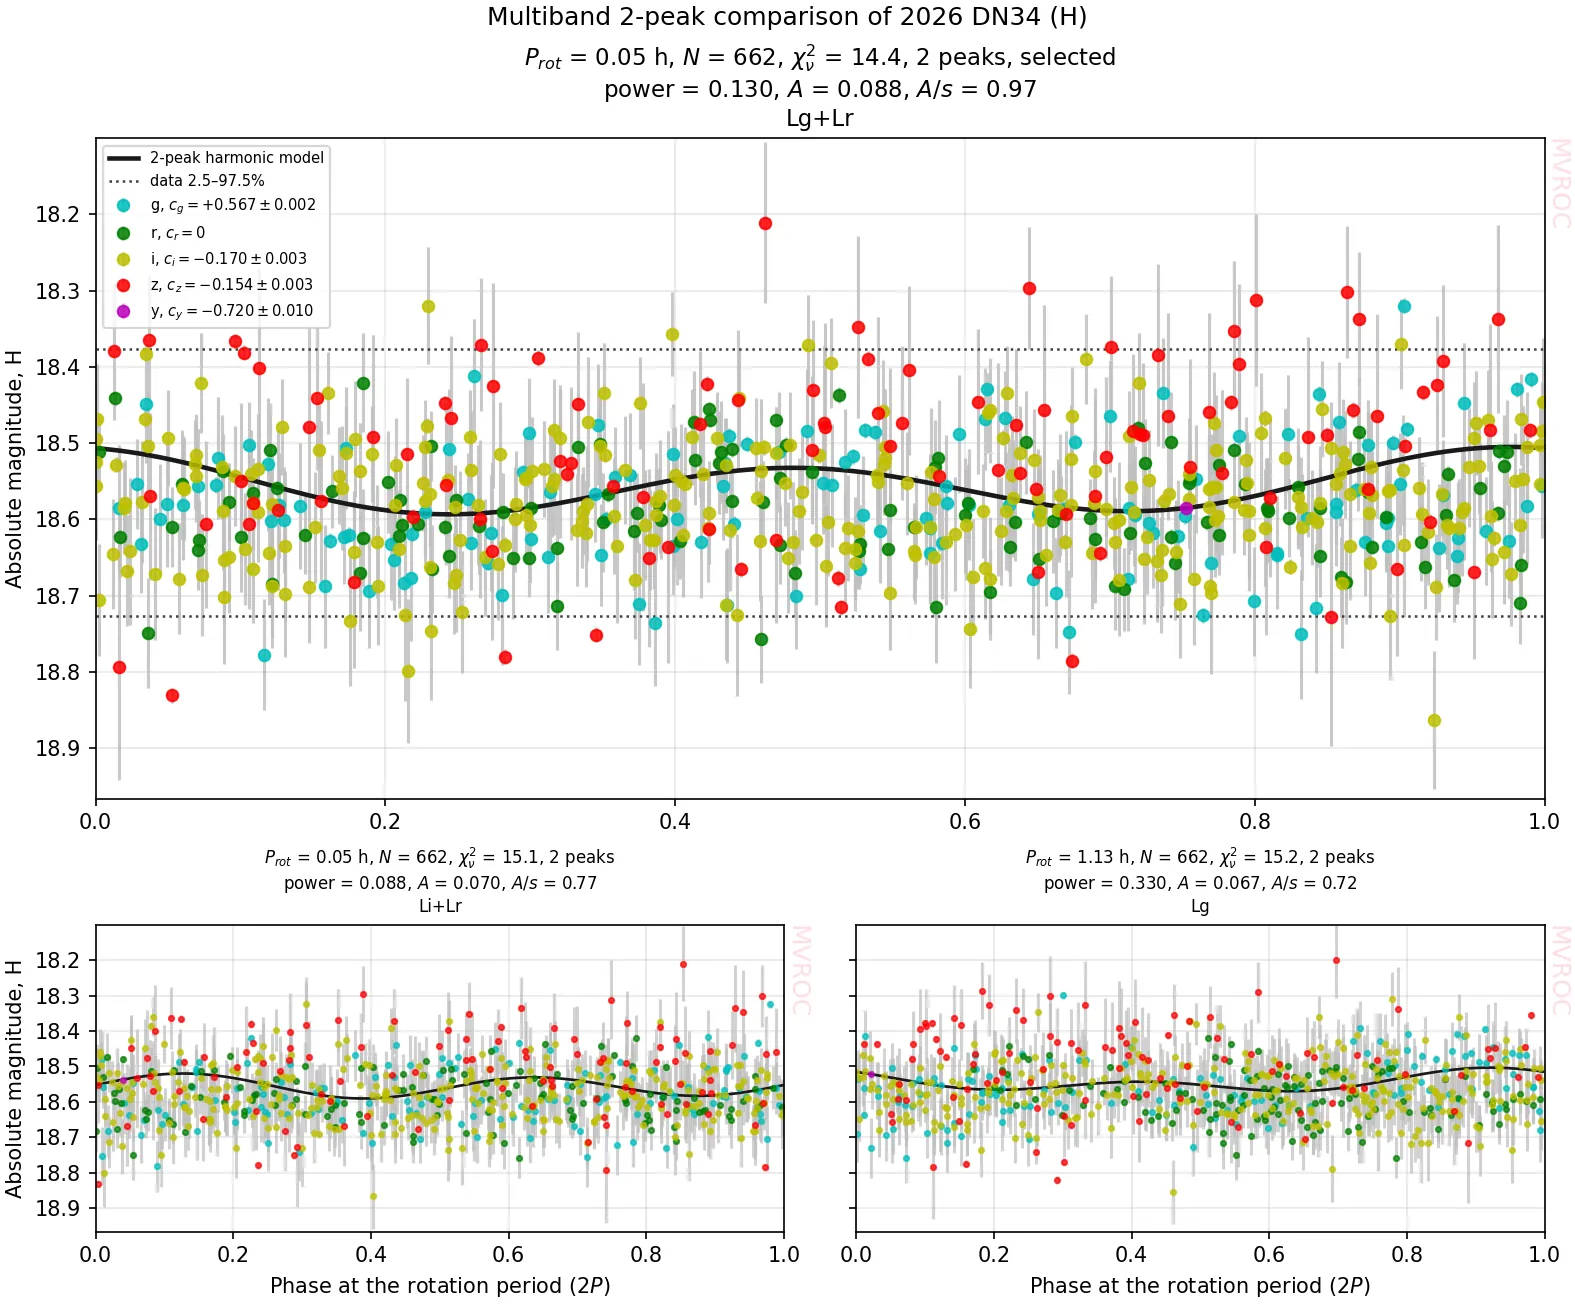 Multiband 2-peak comparison of 2026 DN34 (H)
P_rot = 0.05 h, N = 662, χ²_ν = 14.4, 2 peaks, selected
power = 0.130, A = 0.088, A/s = 0.97
Lg+Lr
2-peak harmonic model
data 2.5–97.5%
g, c_g = +0.567 ± 0.002
r, c_r = 0
i, c_i = −0.170 ± 0.003
z, c_z = −0.154 ± 0.003
y, c_y = −0.720 ± 0.010
MVROC
Absolute magnitude, H
18.2
18.3
18.4
18.5
18.6
18.7
18.8
18.9
0.0 0.2 0.4 0.6 0.8 1.0
P_rot = 0.05 h, N = 662, χ²_ν = 15.1, 2 peaks
power = 0.088, A = 0.070, A/s = 0.77
Li+Lr
MVROC
Absolute magnitude, H
18.2
18.3
18.4
18.5
18.6
18.7
18.8
18.9
0.0 0.2 0.4 0.6 0.8 1.0
Phase at the rotation period (2P)
P_rot = 1.13 h, N = 662, χ²_ν = 15.2, 2 peaks
power = 0.330, A = 0.067, A/s = 0.72
Lg
MVROC
0.0 0.2 0.4 0.6 0.8 1.0
Phase at the rotation period (2P)